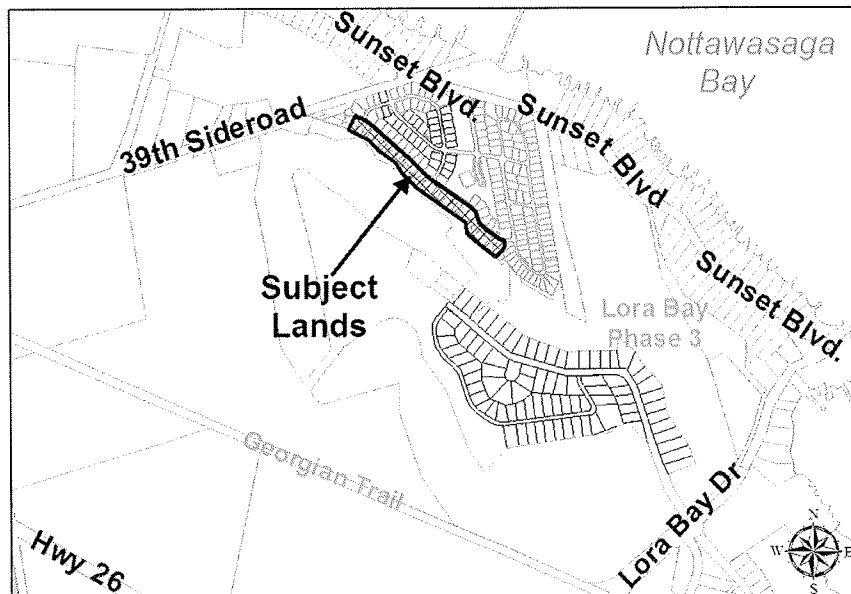 Nottawasaga
Bay
Sunset Blvd.
Sunset Blvd
39th Sideroad
Subject
Lands
Sunset Blvd.
Lora Bay
Phase 3
Georgian Trail
Lora Bay Dr
Hwy 26
N
W
E
S